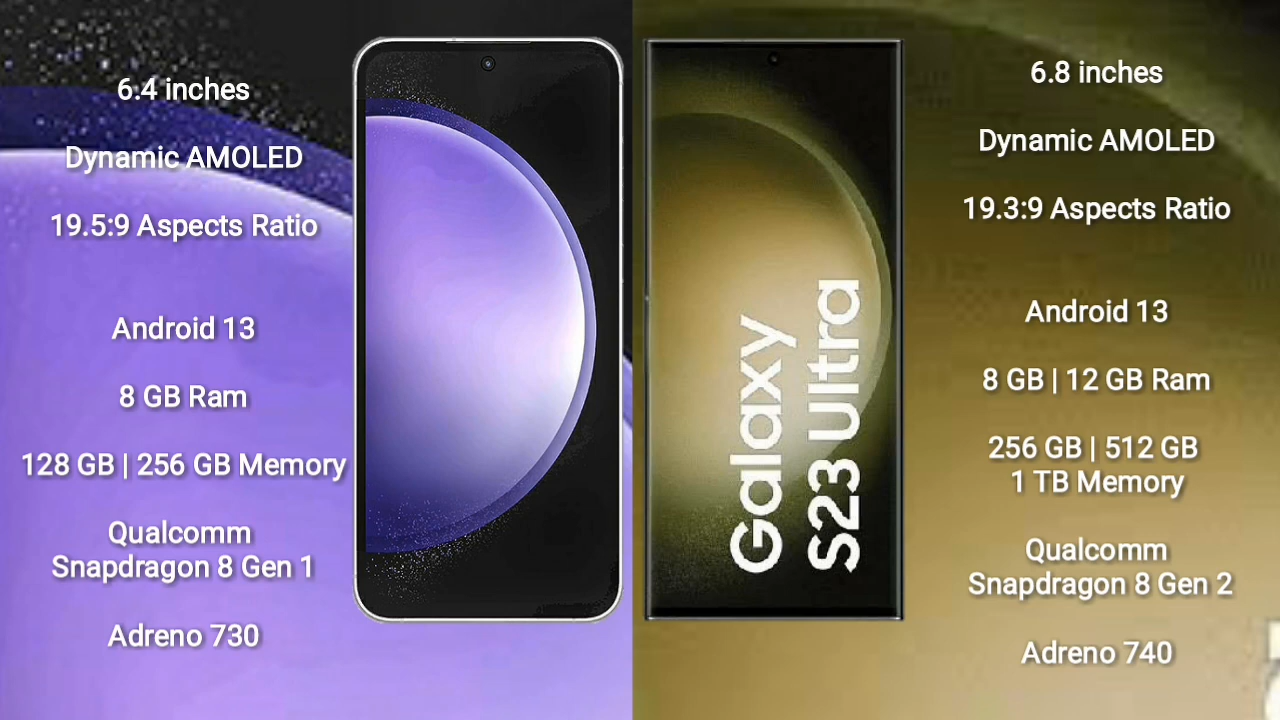 6.4 inches
Dynamic AMOLED
19.5:9 Aspects Ratio
Android 13
8 GB Ram
128 GB | 256 GB Memory
Qualcomm
Snapdragon 8 Gen 1
Adreno 730
Galaxy
S23 Ultra
6.8 inches
Dynamic AMOLED
19.3:9 Aspects Ratio
Android 13
8 GB | 12 GB Ram
256 GB | 512 GB
1 TB Memory
Qualcomm
Snapdragon 8 Gen 2
Adreno 740